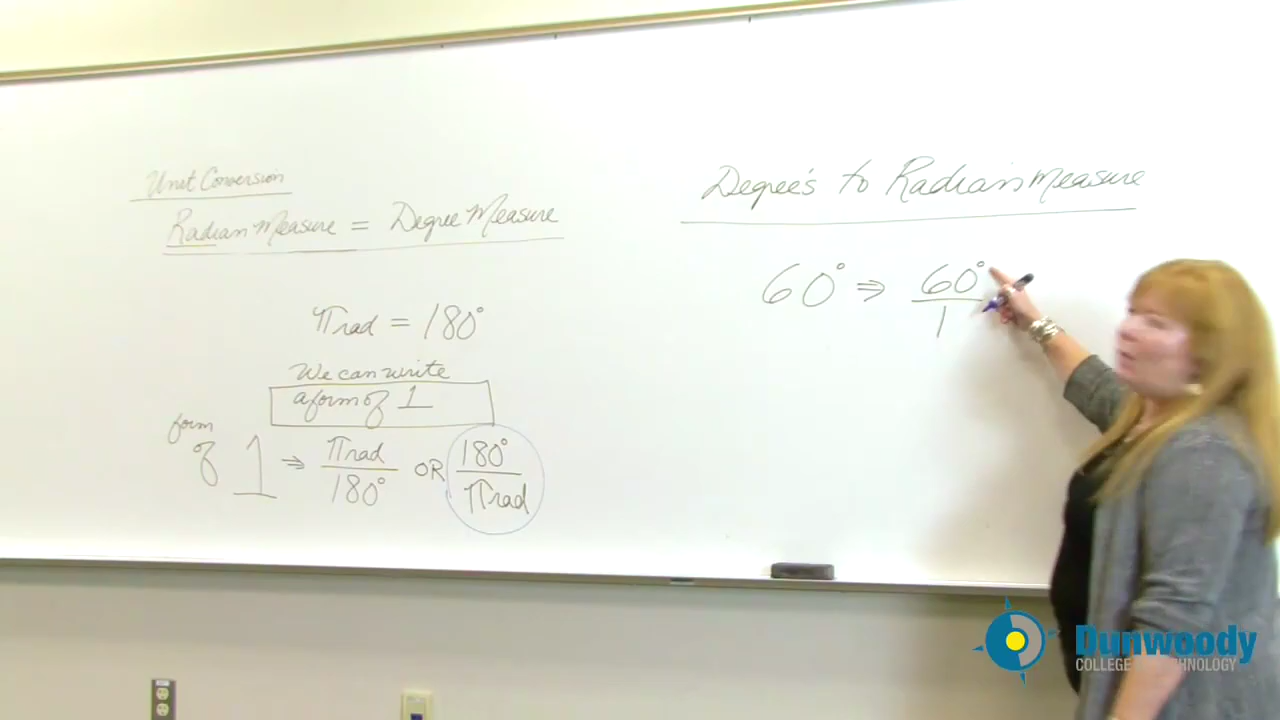 Unit Conversion
Radian Measure = Degree Measure
πrad = 180°
We can write
a form of 1
form
of 1 ⇒ πrad/180° OR 180°/πrad
Degree's to Radian Measure
60° ⇒ 60°/1
Dunwoody
COLLEGE OF TECHNOLOGY